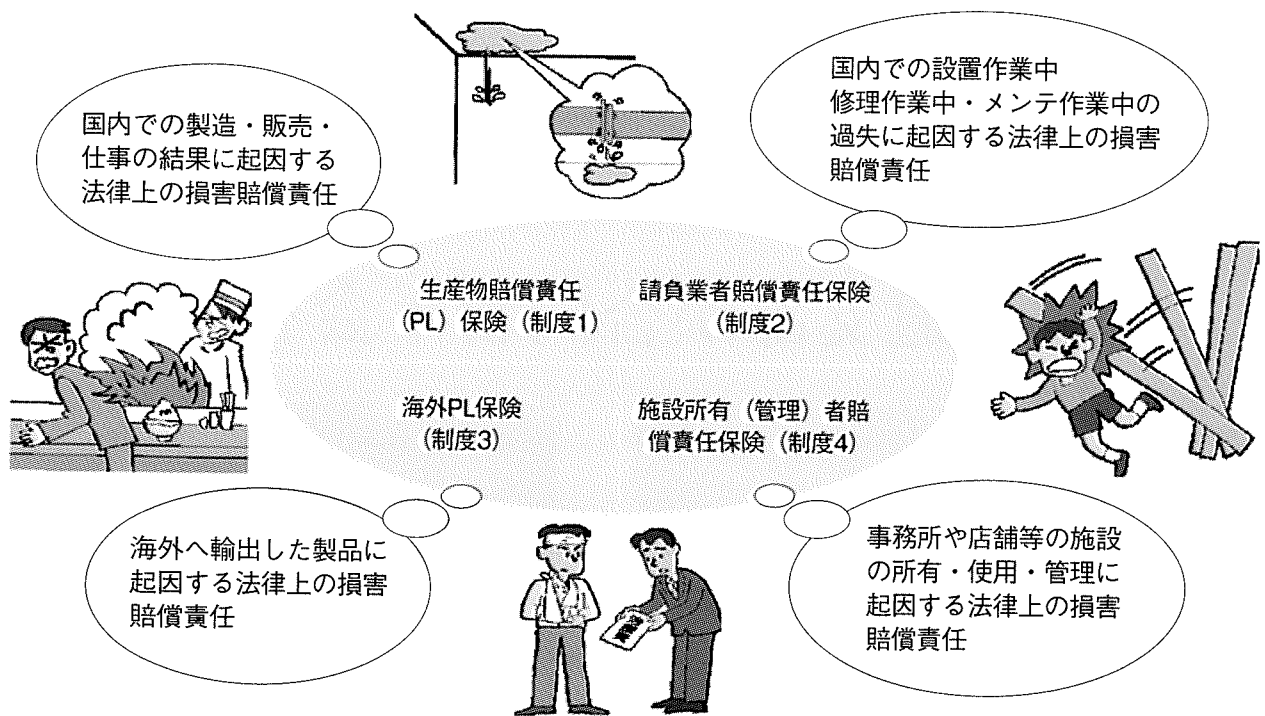 国内での製造・販売・
仕事の結果に起因する
法律上の損害賠償責任
国内での設置作業中
修理作業中・メンテ作業中の
過失に起因する法律上の損害
賠償責任
生産物賠償責任
（PL）保険（制度1）
請負業者賠償責任保険
（制度2）
海外PL保険
（制度3）
施設所有（管理）者賠
償責任保険（制度4）
海外へ輸出した製品に
起因する法律上の損害
賠償責任
事務所や店舗等の施設
の所有・使用・管理に
起因する法律上の損害
賠償責任